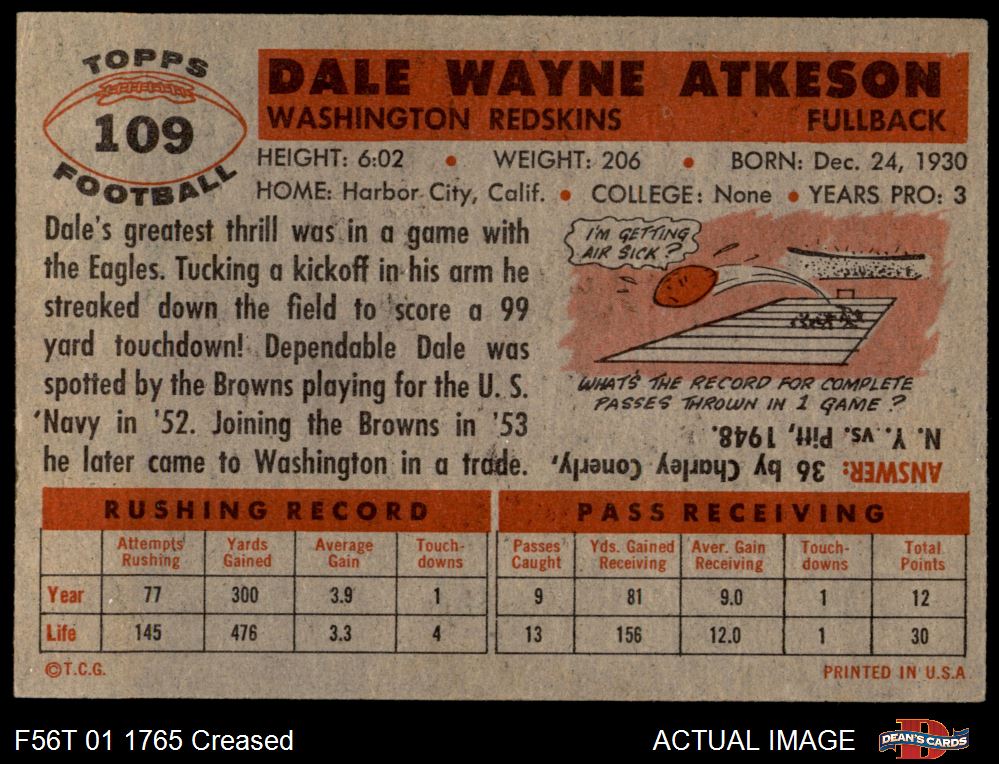 TOPPS
109
FOOTBALL
DALE WAYNE ATKESON
WASHINGTON REDSKINS FULLBACK
HEIGHT: 6:02 • WEIGHT: 206 • BORN: Dec. 24, 1930
HOME: Harbor City, Calif. • COLLEGE: None • YEARS PRO: 3
Dale's greatest thrill was in a game with
the Eagles. Tucking a kickoff in his arm he
streaked down the field to score a 99
yard touchdown! Dependable Dale was
spotted by the Browns playing for the U. S.
Navy in '52. Joining the Browns in '53
he later came to Washington in a trade.
I'M GETTING
AIR SICK?
WHAT'S THE RECORD FOR COMPLETE
PASSES THROWN IN 1 GAME?
ANSWER: 36 by Charley Conerly,
N. Y. vs. Pitt, 1948.
RUSHING RECORD PASS RECEIVING
Attempts Rushing Yards Gained Average Gain Touch-downs Passes Caught Yds. Gained Receiving Aver. Gain Receiving Touch-downs Total Points
Year 77 300 3.9 1 9 81 9.0 1 12
Life 145 476 3.3 4 13 156 12.0 1 30
©T.C.G. PRINTED IN U.S.A
F56T 01 1765 Creased ACTUAL IMAGE D DEAN'S CARDS